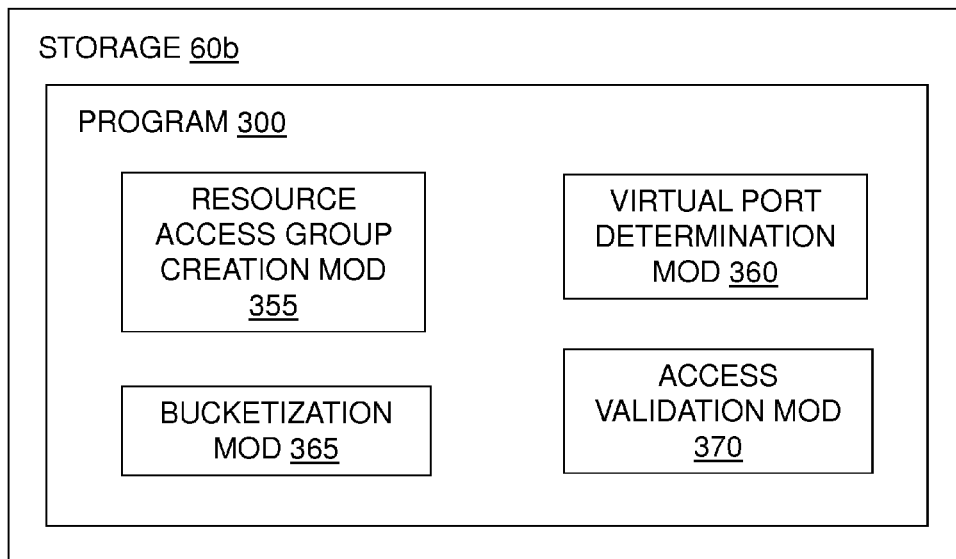 STORAGE 60b
PROGRAM 300
RESOURCE
ACCESS GROUP
CREATION MOD
355
VIRTUAL PORT
DETERMINATION
MOD 360
BUCKETIZATION
MOD 365
ACCESS
VALIDATION MOD
370